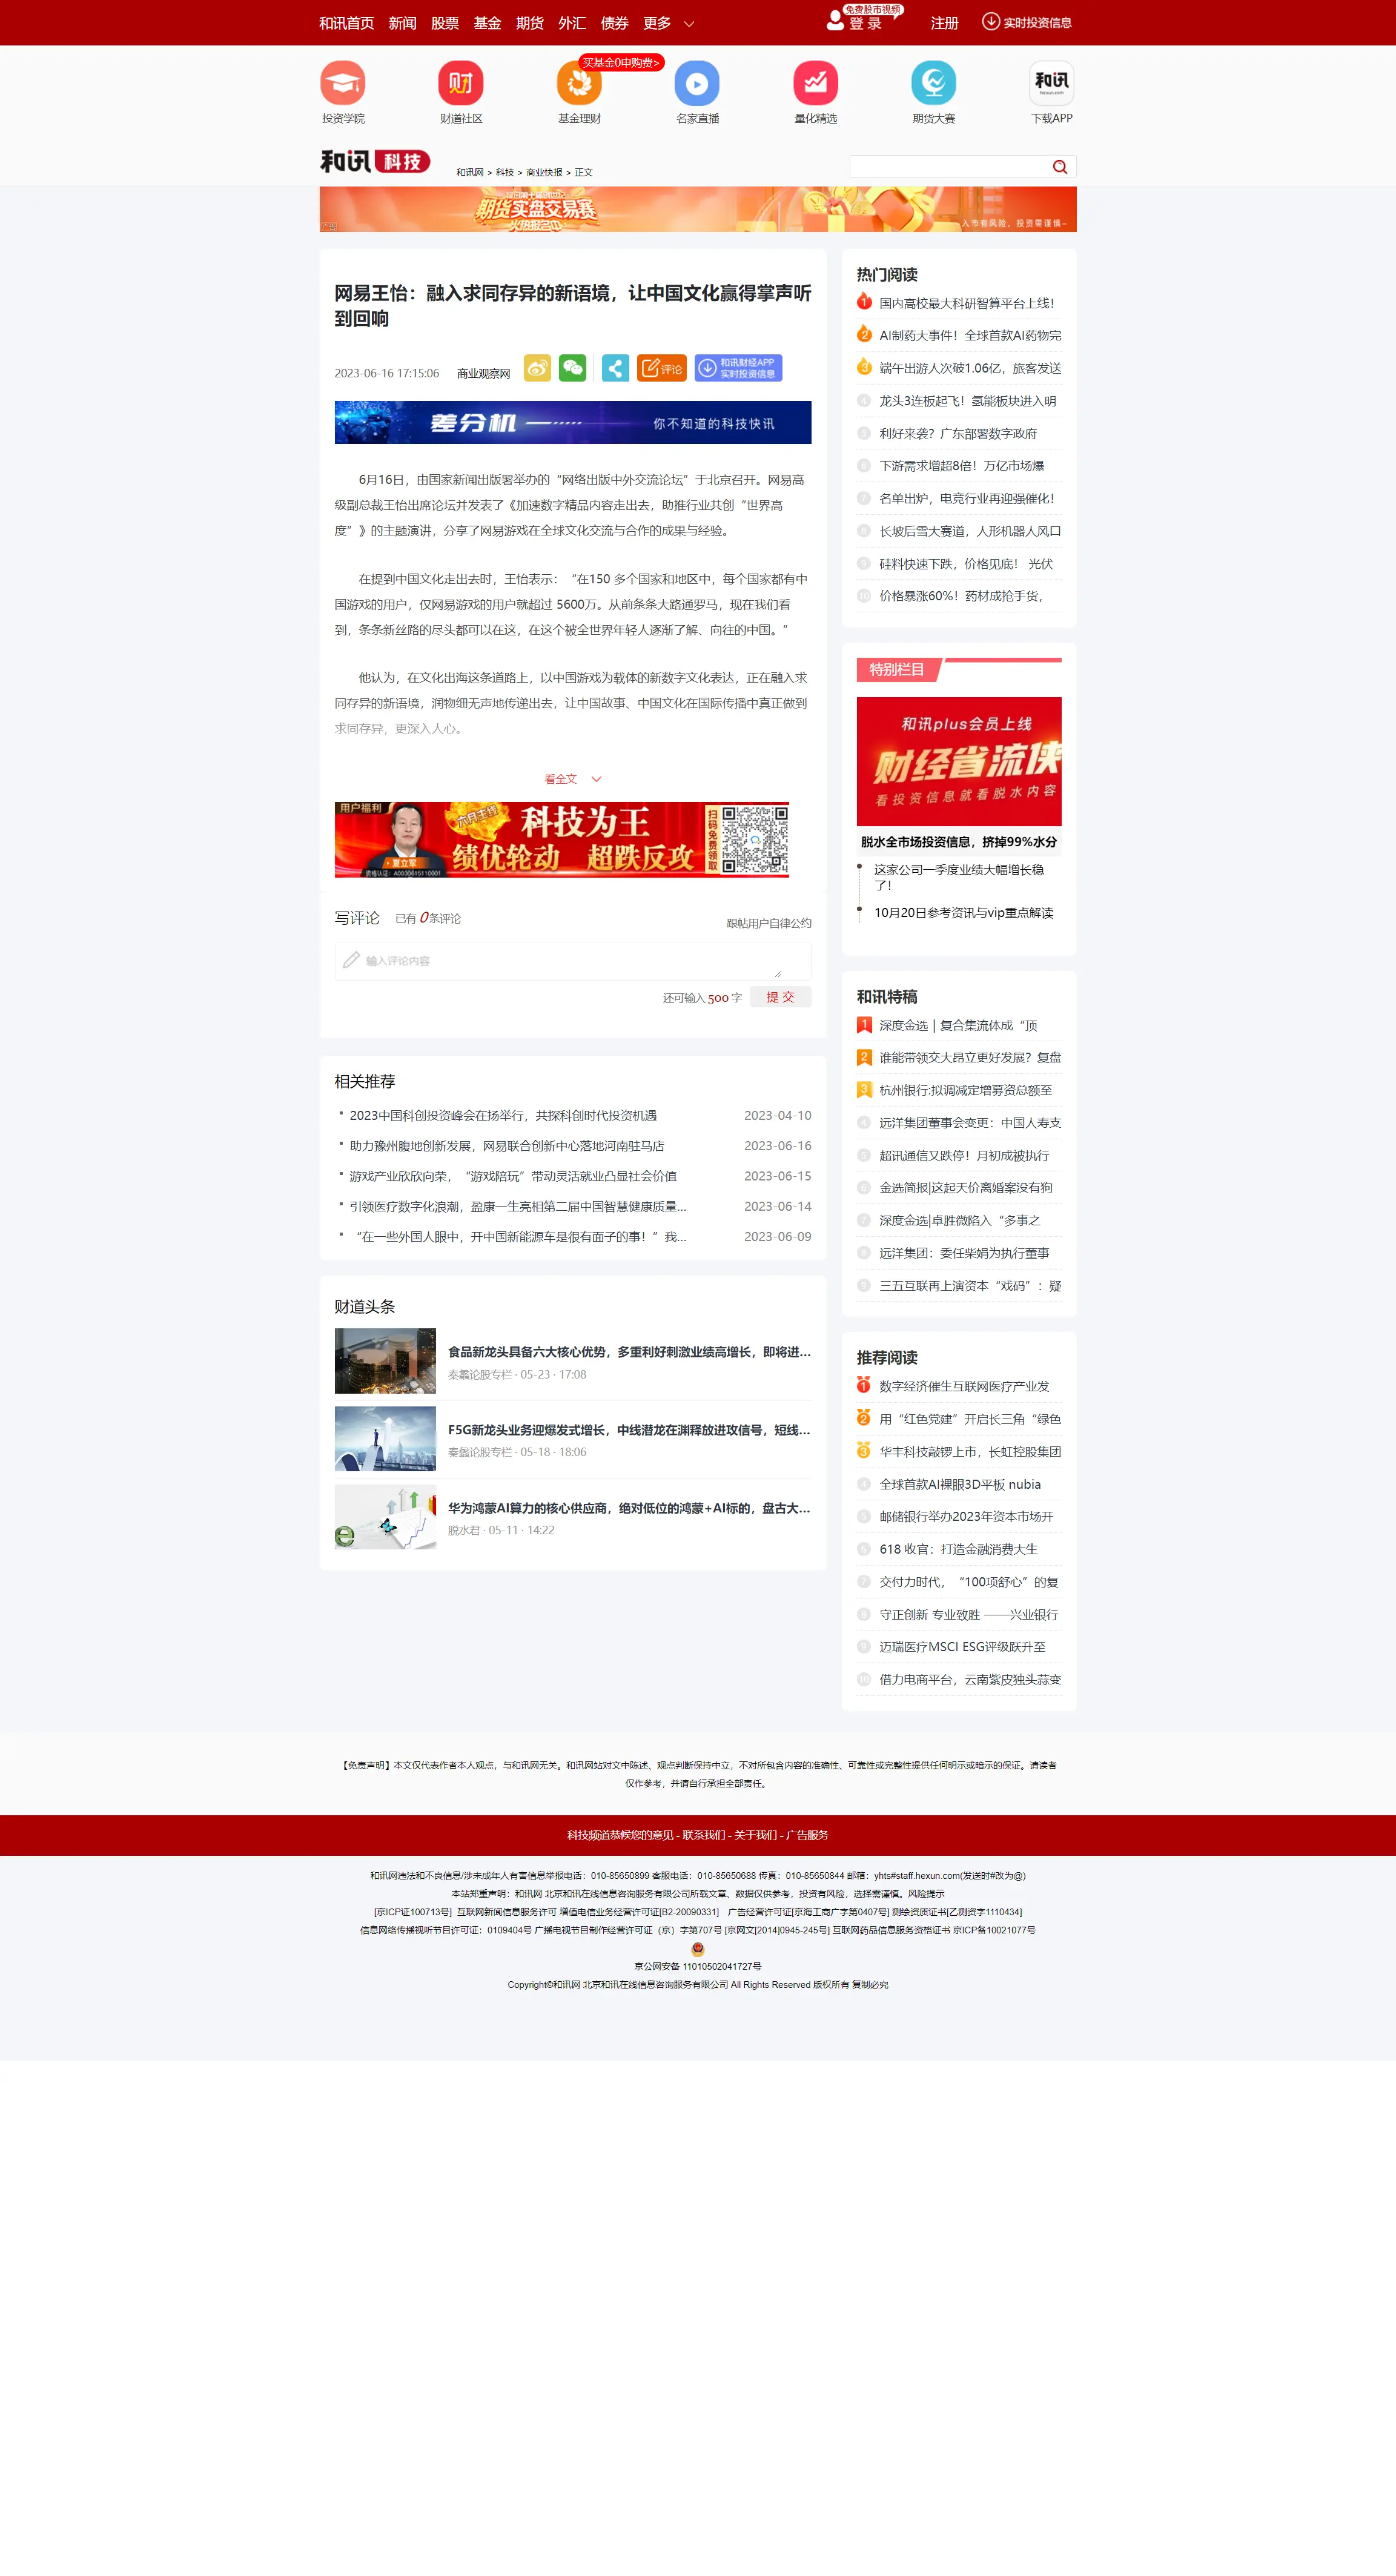 和讯首页 新闻 股票 基金 期货 外汇 债券 更多
免费股市视频
登 录
注册
实时投资信息
买基金0申购费>
财
和讯
hexun.com
投资学院
财道社区
基金理财
名家直播
量化精选
期货大赛
下载APP
和讯 科技
和讯网 > 科技 > 商业快报 > 正文
期货实盘交易赛
火热报名中
入市有风险，投资需谨慎~
广告
网易王怡：融入求同存异的新语境，让中国文化赢得掌声听
到回响
2023-06-16 17:15:06 商业观察网
评论
和讯财经APP
实时投资信息
差分机
你不知道的科技快讯
6月16日，由国家新闻出版署举办的“网络出版中外交流论坛”于北京召开。网易高
级副总裁王怡出席论坛并发表了《加速数字精品内容走出去，助推行业共创“世界高
度”》的主题演讲，分享了网易游戏在全球文化交流与合作的成果与经验。
在提到中国文化走出去时，王怡表示：“在150 多个国家和地区中，每个国家都有中
国游戏的用户，仅网易游戏的用户就超过 5600万。从前条条大路通罗马，现在我们看
到，条条新丝路的尽头都可以在这，在这个被全世界年轻人逐渐了解、向往的中国。”
他认为，在文化出海这条道路上，以中国游戏为载体的新数字文化表达，正在融入求
同存异的新语境，润物细无声地传递出去，让中国故事、中国文化在国际传播中真正做到
求同存异，更深入人心。
看全文
用户福利
夏立军
资格认证：A0030615110001
六月主线
科技为王
绩优轮动 超跌反攻
扫码免费领取
写评论 已有 0条评论
跟帖用户自律公约
输入评论内容
还可输入 500 字 提 交
相关推荐
2023中国科创投资峰会在扬举行，共探科创时代投资机遇 2023-04-10
助力豫州腹地创新发展，网易联合创新中心落地河南驻马店 2023-06-16
游戏产业欣欣向荣，“游戏陪玩”带动灵活就业凸显社会价值 2023-06-15
引领医疗数字化浪潮，盈康一生亮相第二届中国智慧健康质量... 2023-06-14
“在一些外国人眼中，开中国新能源车是很有面子的事！”我... 2023-06-09
财道头条
食品新龙头具备六大核心优势，多重利好刺激业绩高增长，即将进...
秦蠡论股专栏 · 05-23 · 17:08
F5G新龙头业务迎爆发式增长，中线潜龙在渊释放进攻信号，短线...
秦蠡论股专栏 · 05-18 · 18:06
华为鸿蒙AI算力的核心供应商，绝对低位的鸿蒙+AI标的，盘古大...
脱水君 · 05-11 · 14:22
热门阅读
1 国内高校最大科研智算平台上线！
2 AI制药大事件！全球首款AI药物完
3 端午出游人次破1.06亿，旅客发送
4 龙头3连板起飞！氢能板块进入明
5 利好来袭？广东部署数字政府
6 下游需求增超8倍！万亿市场爆
7 名单出炉，电竞行业再迎强催化！
8 长坡后雪大赛道，人形机器人风口
9 硅料快速下跌，价格见底！ 光伏
10 价格暴涨60%！药材成抢手货，
特别栏目
和讯plus会员上线
财经省流侠
看投资信息就看脱水内容
脱水全市场投资信息，挤掉99%水分
这家公司一季度业绩大幅增长稳
了！
10月20日参考资讯与vip重点解读
和讯特稿
1 深度金选 | 复合集流体成“顶
2 谁能带领交大昂立更好发展？复盘
3 杭州银行:拟调减定增募资总额至
4 远洋集团董事会变更：中国人寿支
5 超讯通信又跌停！月初成被执行
6 金选简报|这起天价离婚案没有狗
7 深度金选|卓胜微陷入“多事之
8 远洋集团：委任柴娟为执行董事
9 三五互联再上演资本“戏码”：疑
推荐阅读
1 数字经济催生互联网医疗产业发
2 用“红色党建”开启长三角“绿色
3 华丰科技敲锣上市，长虹控股集团
4 全球首款AI裸眼3D平板 nubia
5 邮储银行举办2023年资本市场开
6 618 收官：打造金融消费大生
7 交付力时代，“100项舒心”的复
8 守正创新 专业致胜 ——兴业银行
9 迈瑞医疗MSCI ESG评级跃升至
10 借力电商平台，云南紫皮独头蒜变
【免责声明】本文仅代表作者本人观点，与和讯网无关。和讯网站对文中陈述、观点判断保持中立，不对所包含内容的准确性、可靠性或完整性提供任何明示或暗示的保证。请读者
仅作参考，并请自行承担全部责任。
科技频道恭候您的意见 - 联系我们 - 关于我们 - 广告服务
和讯网违法和不良信息/涉未成年人有害信息举报电话：010-85650899 客服电话：010-85650688 传真：010-85650844 邮箱：yhts#staff.hexun.com(发送时#改为@)
本站郑重声明：和讯网 北京和讯在线信息咨询服务有限公司所载文章、数据仅供参考，投资有风险，选择需谨慎。风险提示
[京ICP证100713号] 互联网新闻信息服务许可 增值电信业务经营许可证[B2-20090331] 广告经营许可证[京海工商广字第0407号] 测绘资质证书[乙测资字1110434]
信息网络传播视听节目许可证：0109404号 广播电视节目制作经营许可证（京）字第707号 [京网文[2014]0945-245号] 互联网药品信息服务资格证书 京ICP备10021077号
京公网安备 11010502041727号
Copyright©和讯网 北京和讯在线信息咨询服务有限公司 All Rights Reserved 版权所有 复制必究